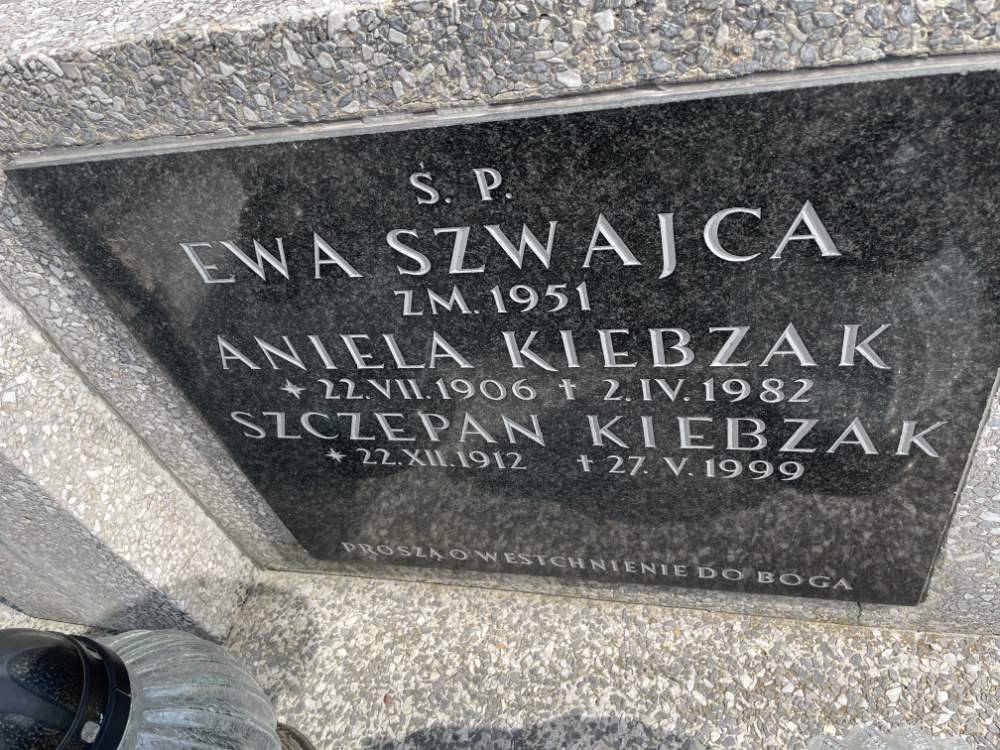 Ś. P.
EWA SZWAJCA
ZM. 1951
ANIELA KIEBZAK
* 22.VII.1906 † 2.IV.1982
SZCZEPAN KIEBZAK
* 22.XII.1912 † 27.V.1999
PROSZĄ O WESTCHNIENIE DO BOGA